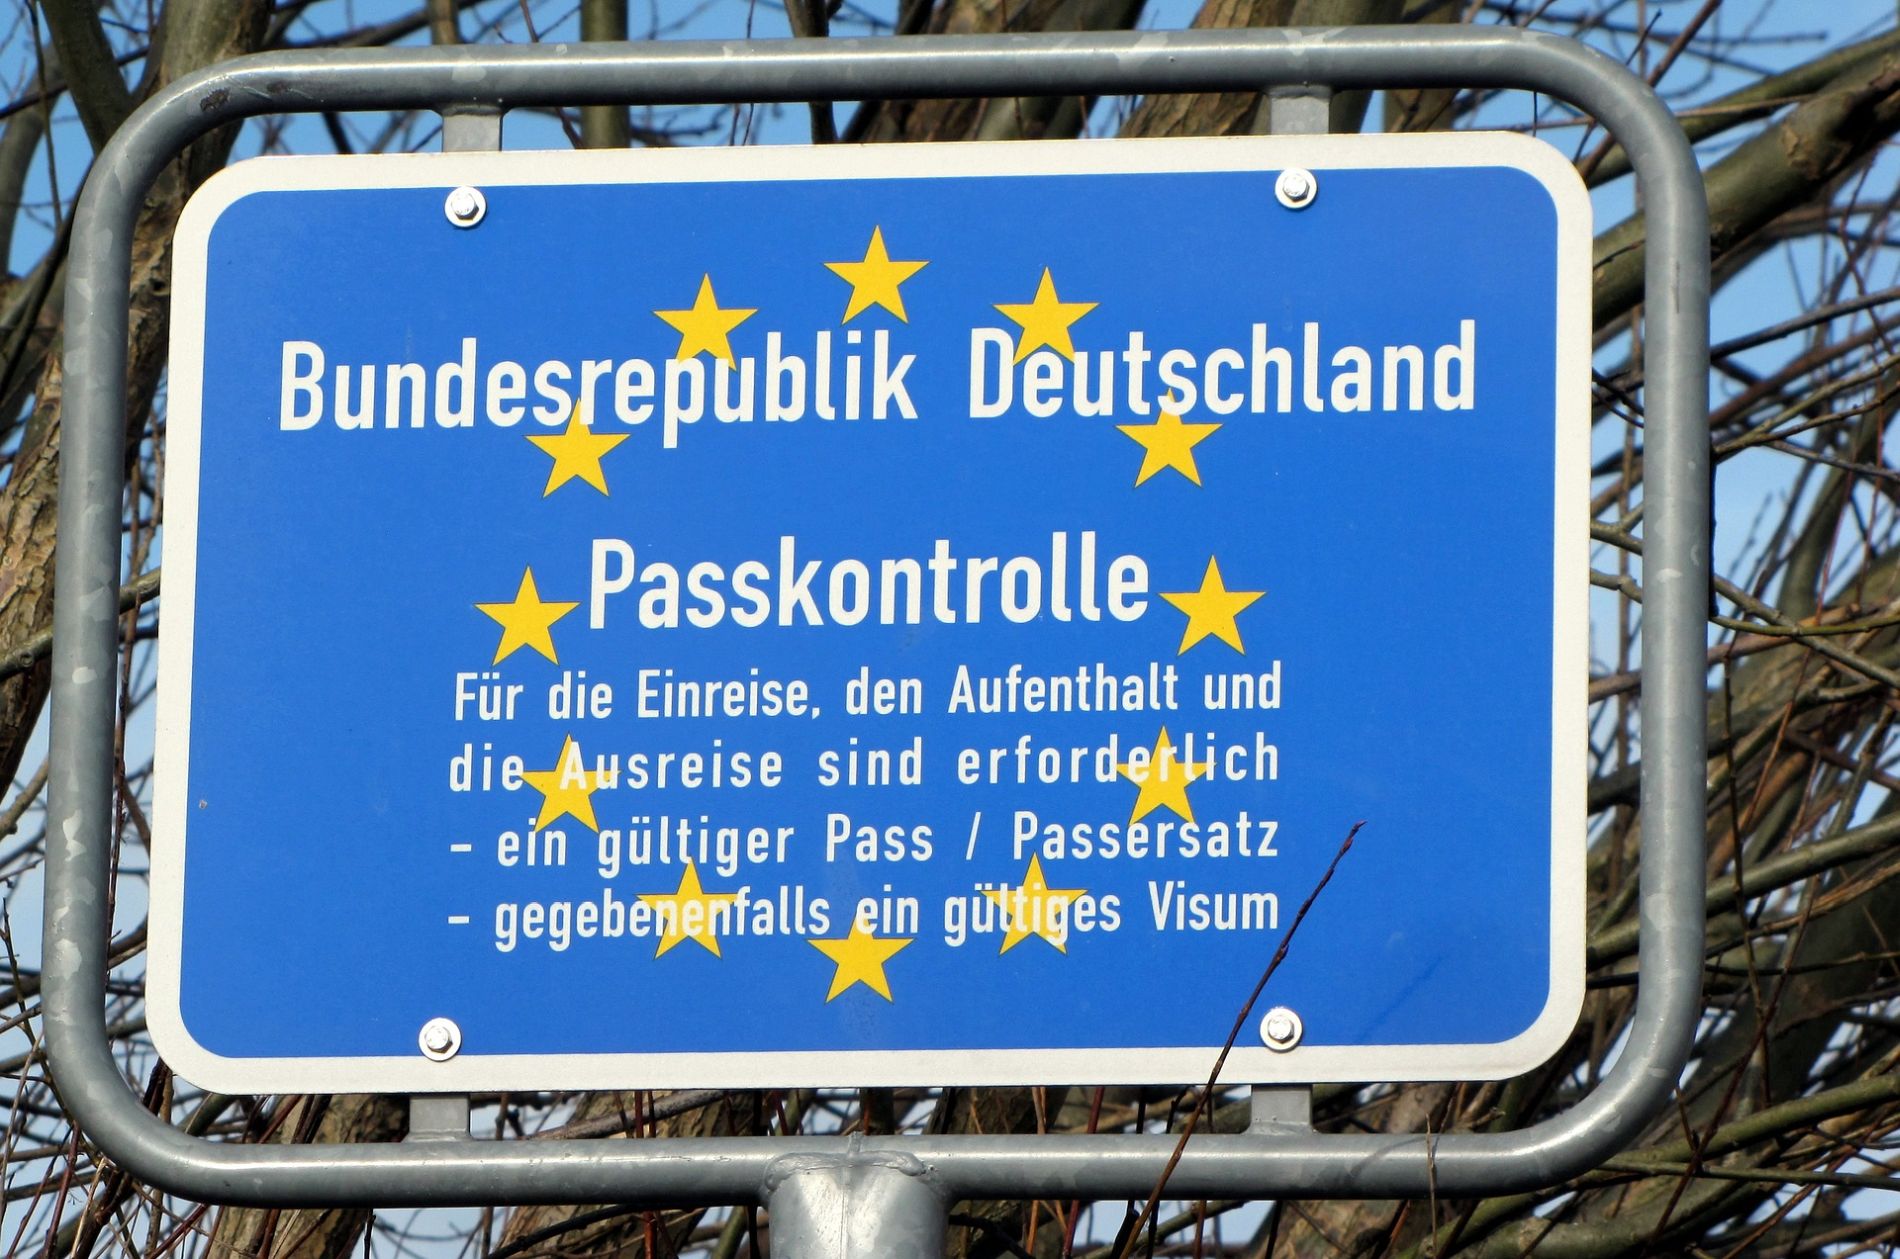 Bundesrepublik Deutschland
Passkontrolle
Für die Einreise, den Aufenthalt und
die Ausreise sind erforderlich
- ein gültiger Pass / Passersatz
- gegebenenfalls ein gültiges Visum